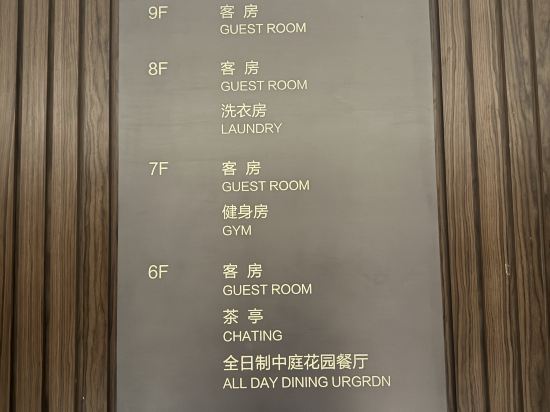 9F 客房
GUEST ROOM
8F 客房
GUEST ROOM
洗衣房
LAUNDRY
7F 客房
GUEST ROOM
健身房
GYM
6F 客房
GUEST ROOM
茶亭
CHATING
全日制中庭花园餐厅
ALL DAY DINING URGRDN